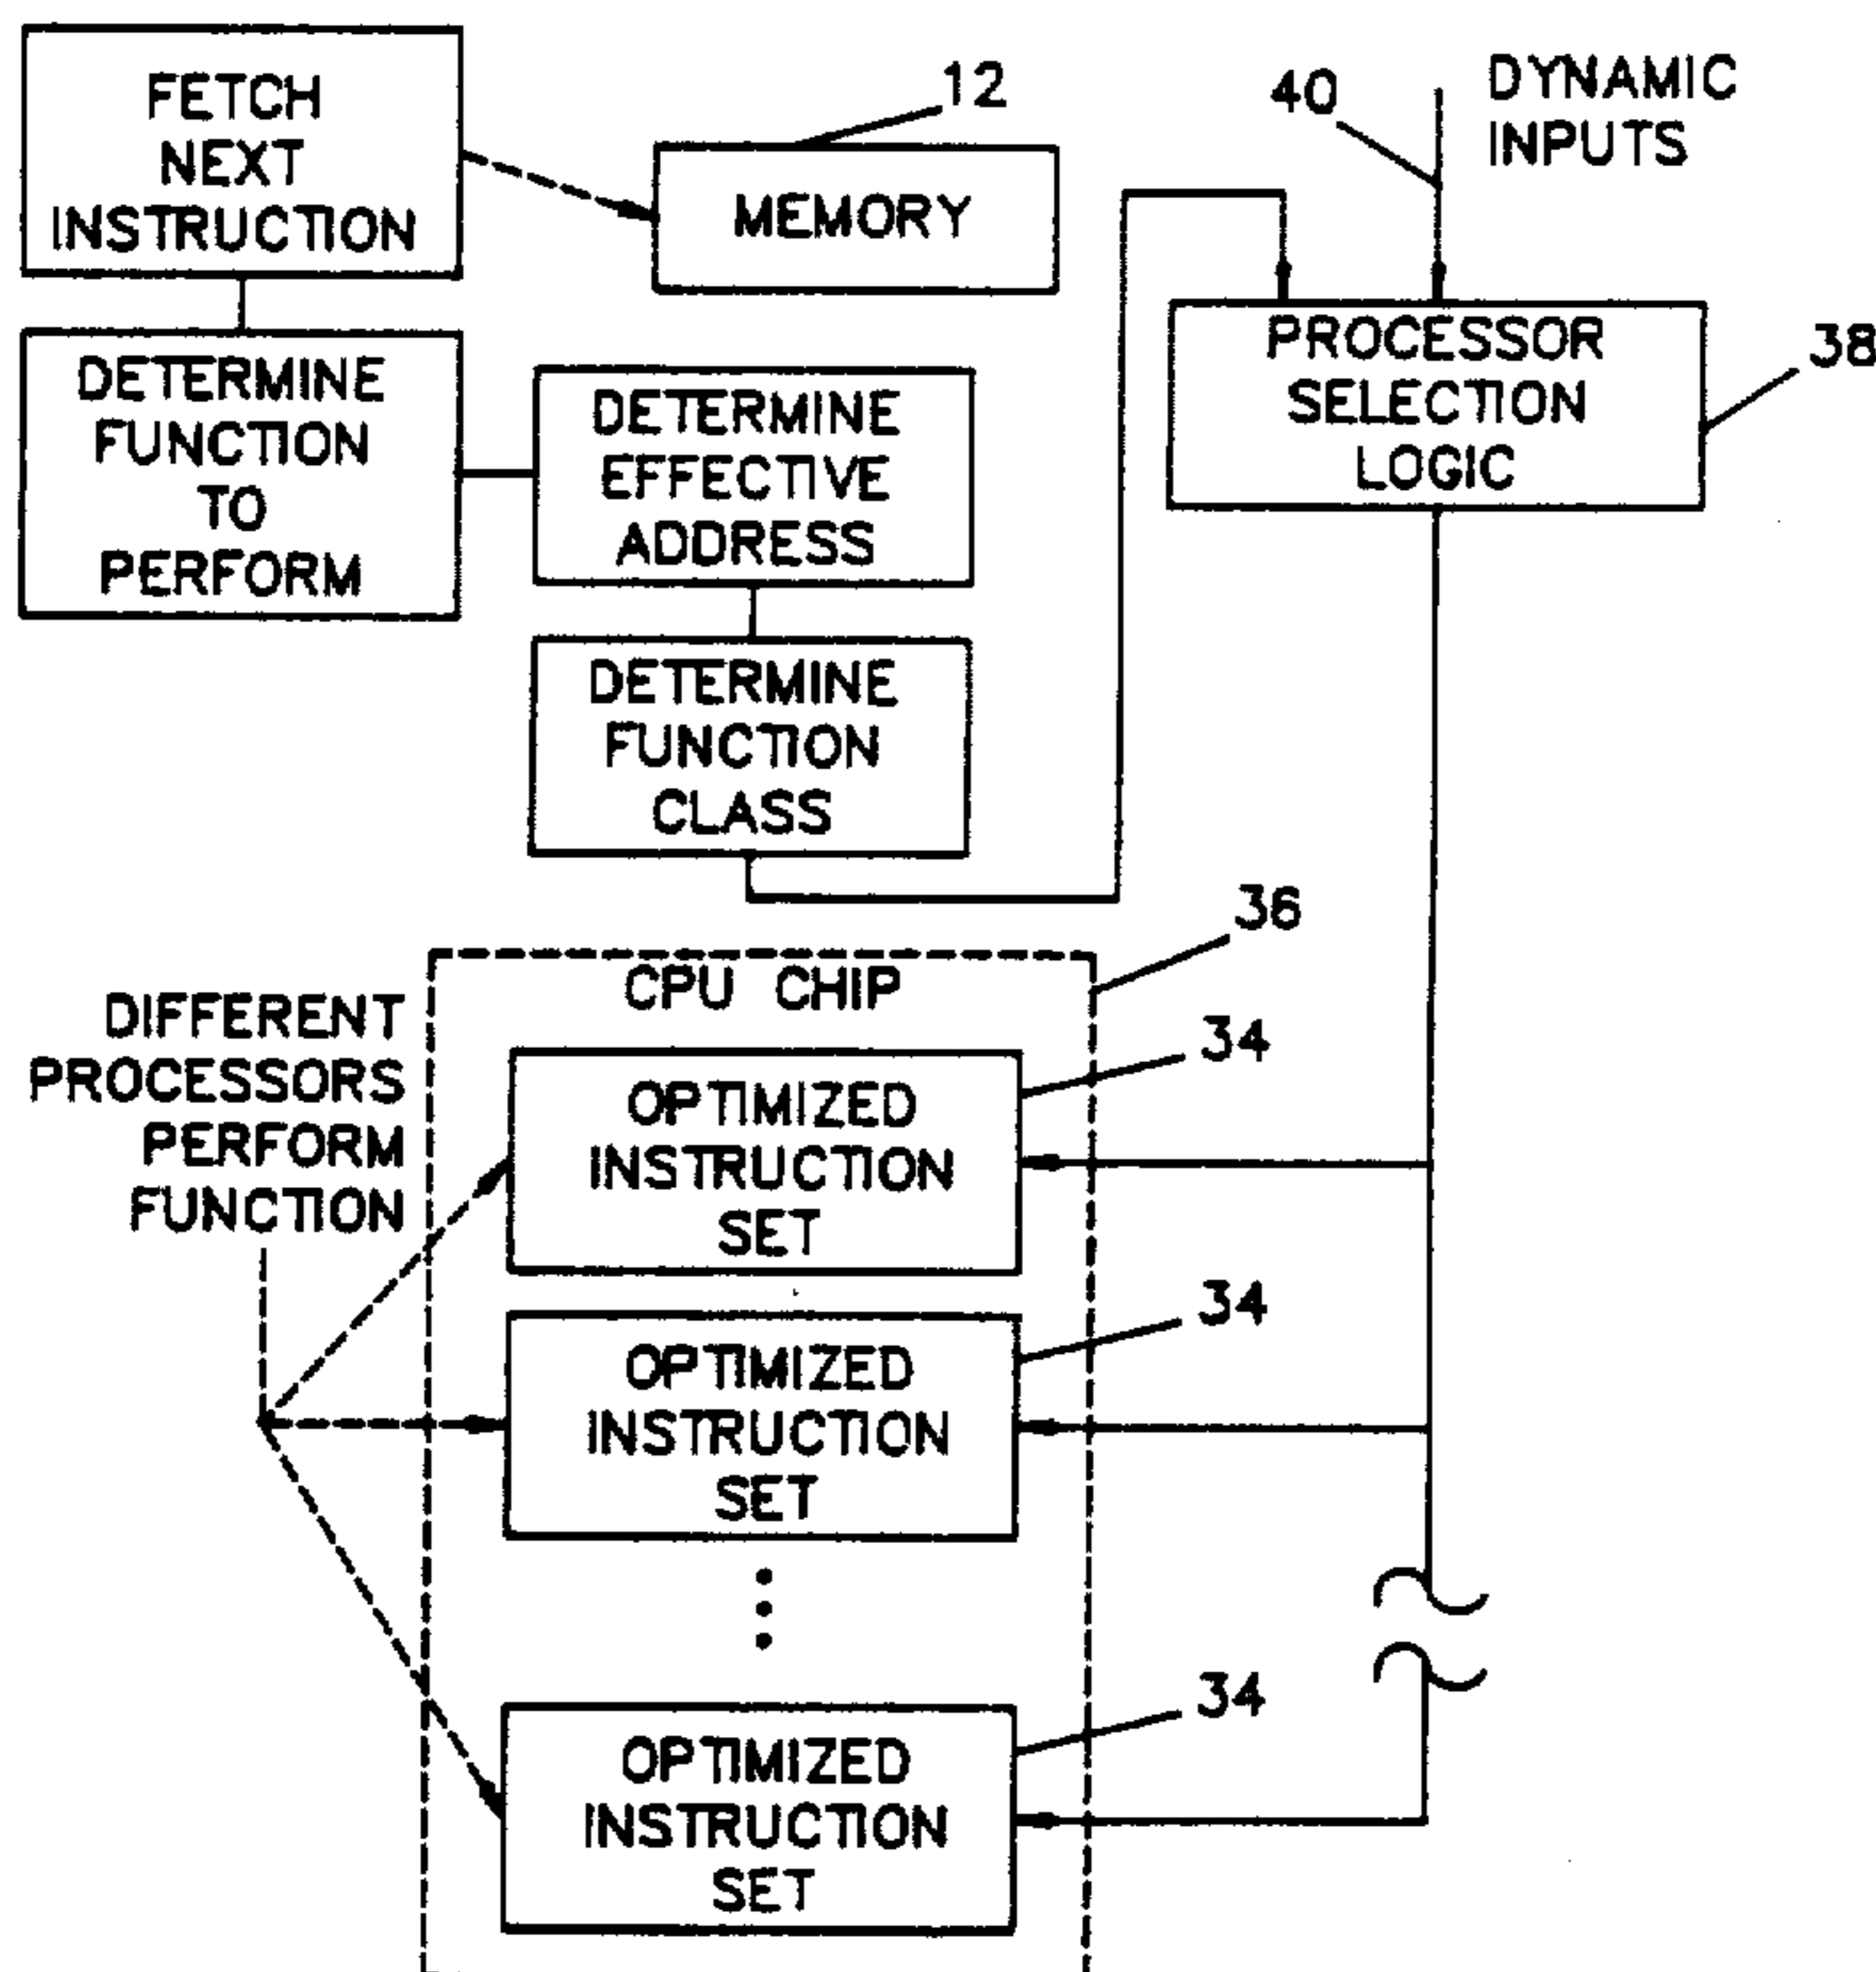 FETCH
NEXT
INSTRUCTION
12
MEMORY
40
DYNAMIC
INPUTS
PROCESSOR
SELECTION
LOGIC
38
DETERMINE
FUNCTION
TO
PERFORM
DETERMINE
EFFECTIVE
ADDRESS
DETERMINE
FUNCTION
CLASS
36
CPU CHIP
DIFFERENT
PROCESSORS
PERFORM
FUNCTION
34
OPTIMIZED
INSTRUCTION
SET
34
OPTIMIZED
INSTRUCTION
SET
34
OPTIMIZED
INSTRUCTION
SET